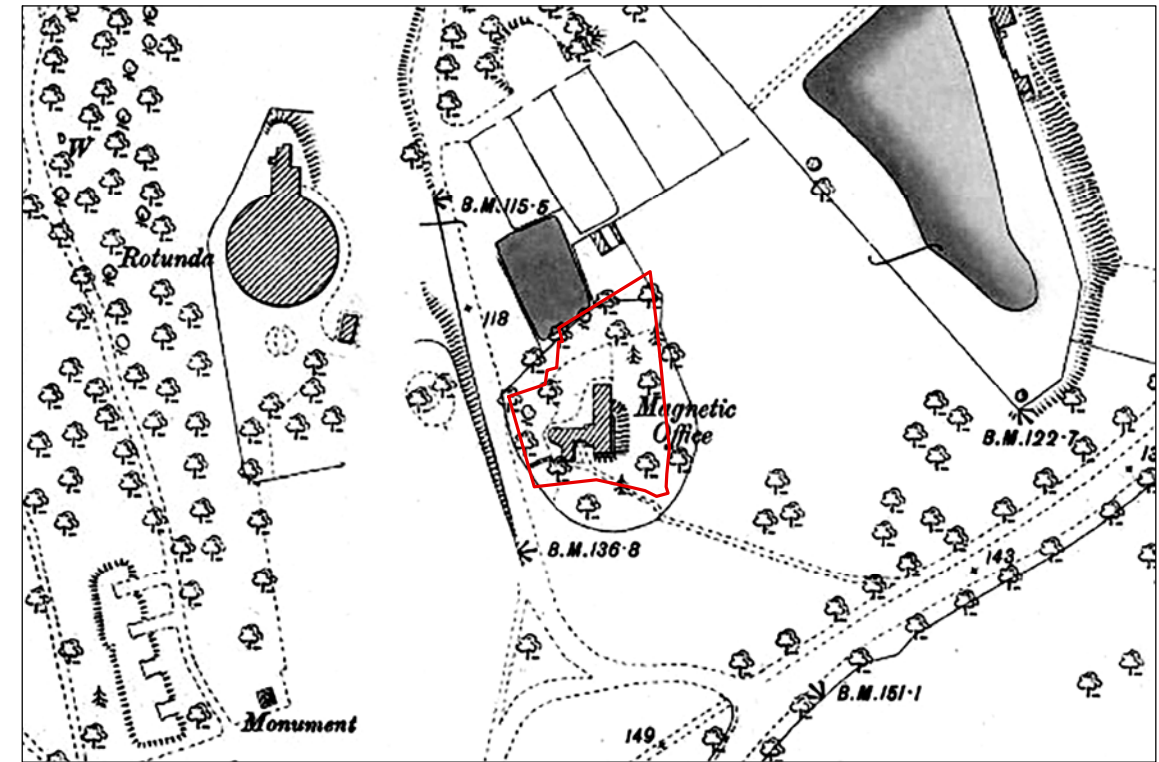 W
B.M.115·5
Rotunda
118
Magnetic
Office
B.M.122·7
B.M.136·8
143
B.M.151·1
Monument
149